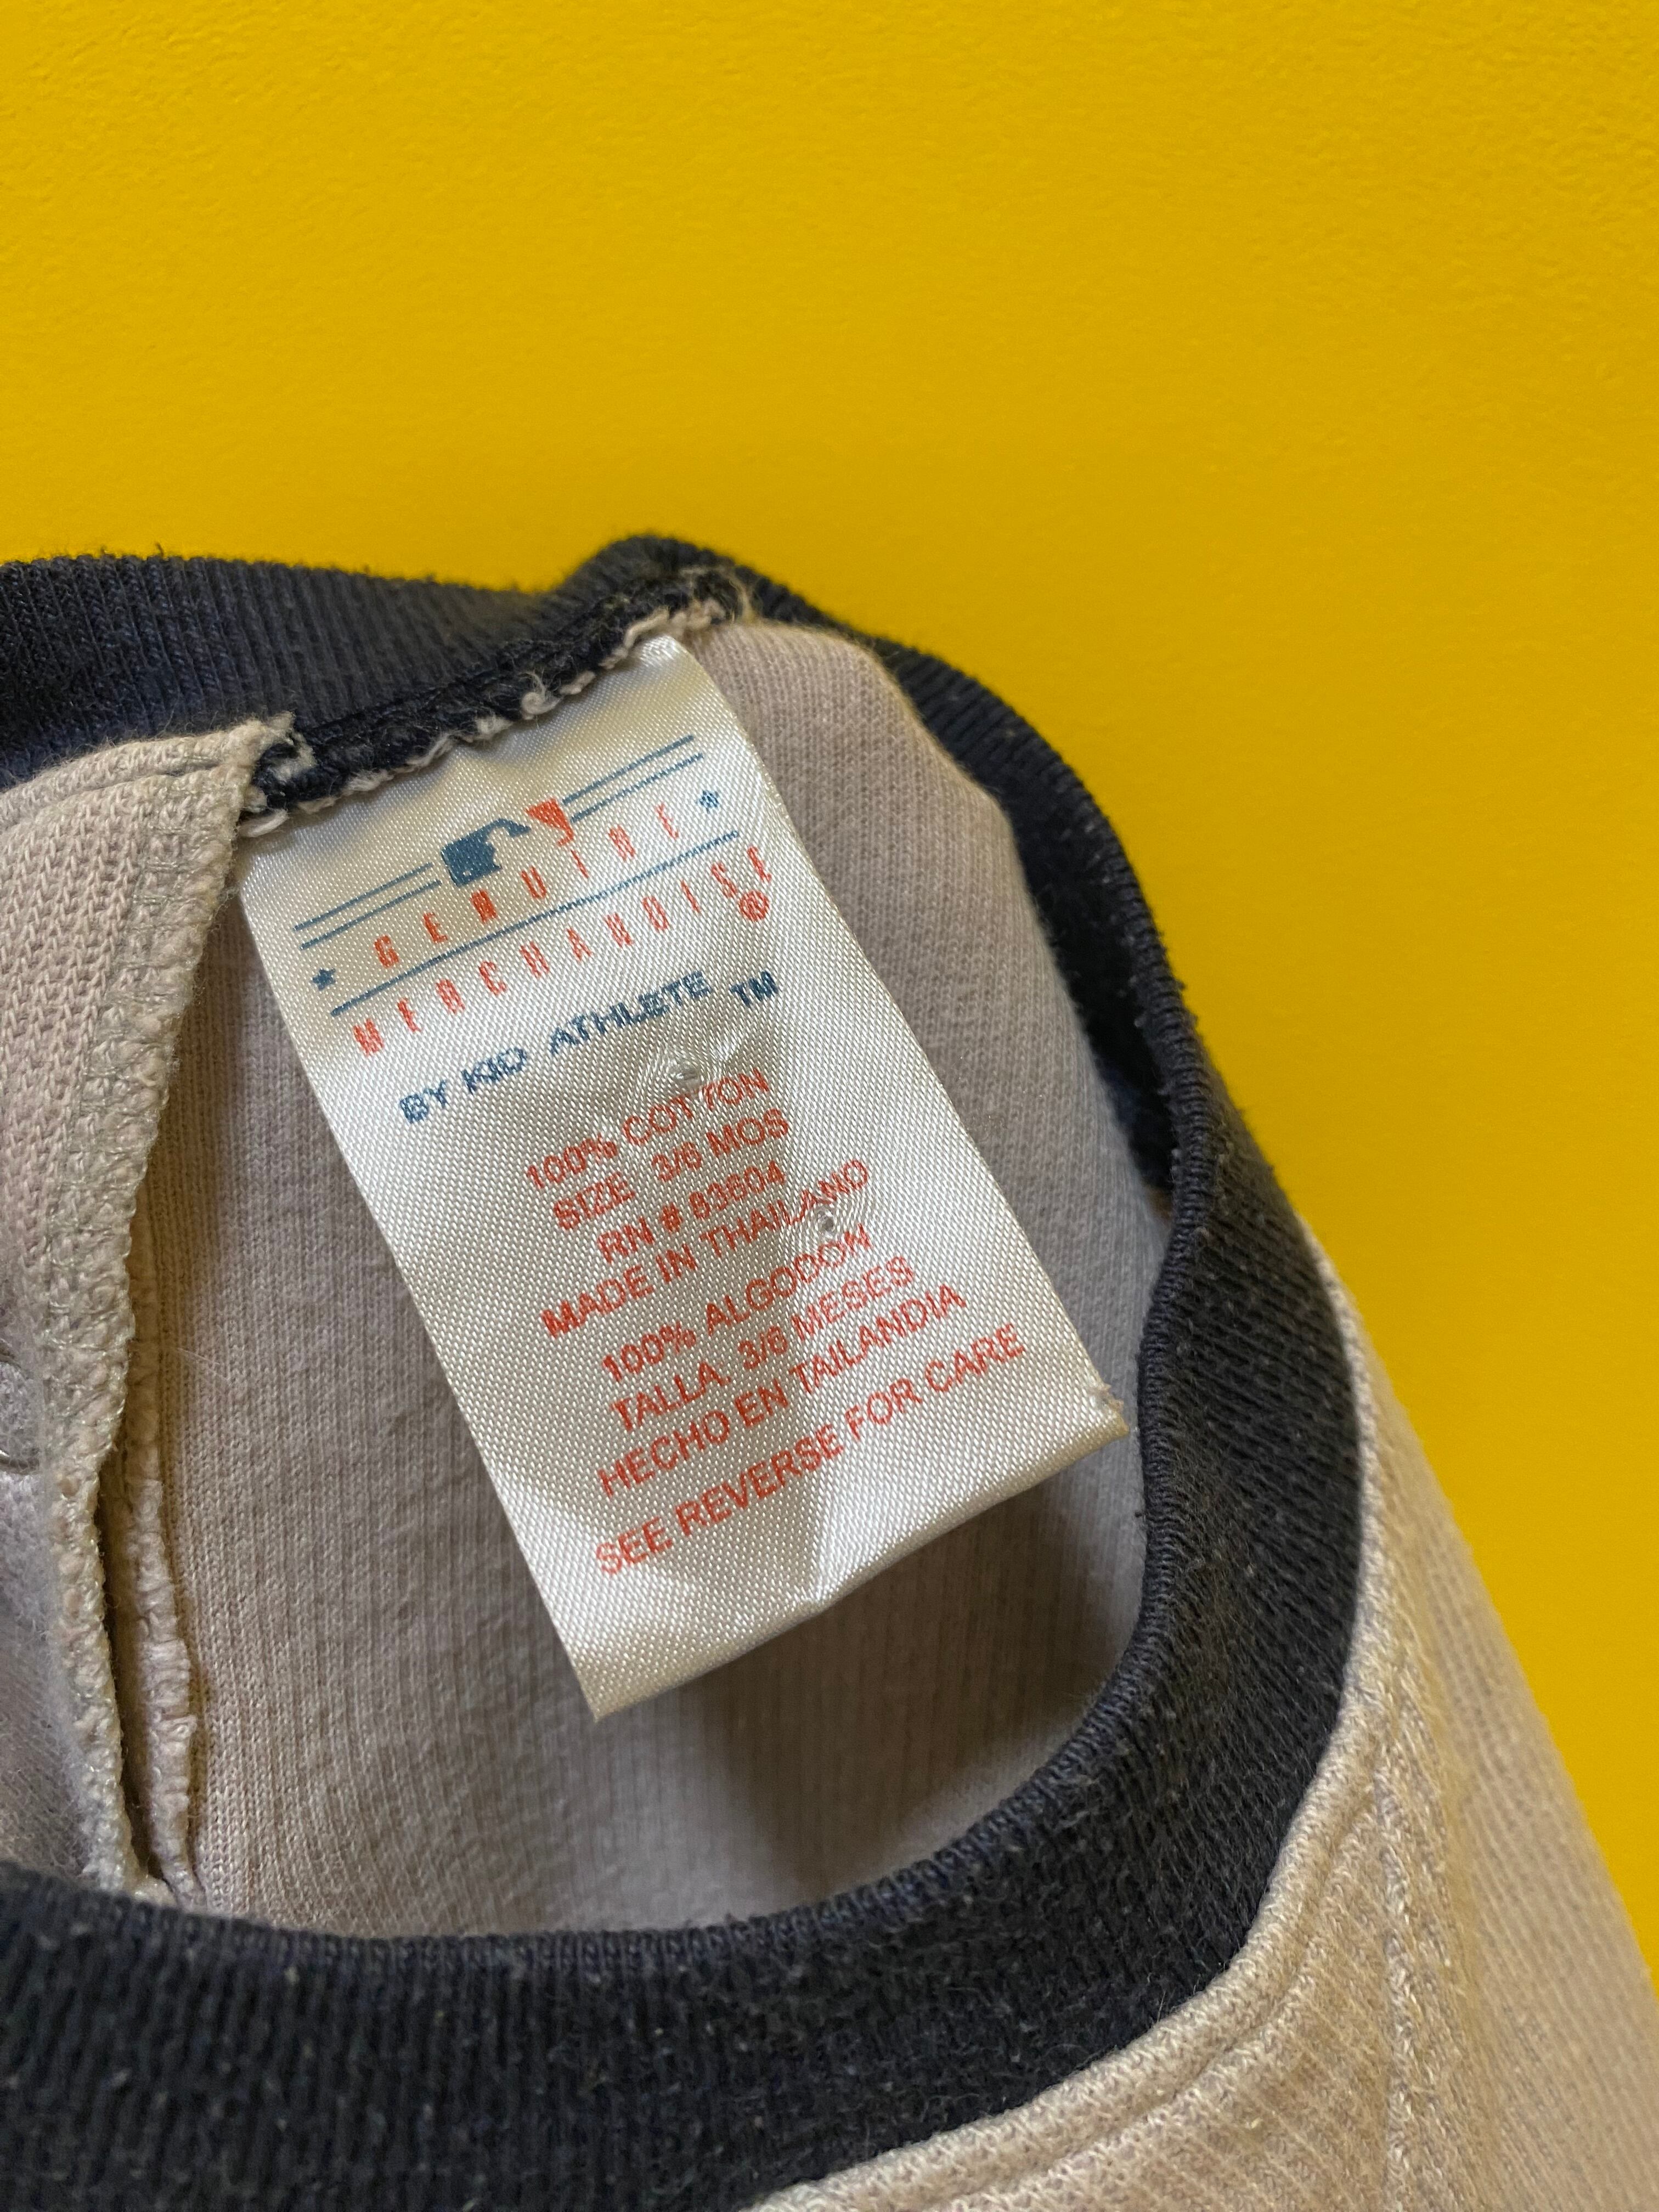 GENUINE
MERCHANDISE®
BY KID ATHLETE ™
100% COTTON
SIZE 3/6 MOS
RN # 83604
MADE IN THAILAND
100% ALGODON
TALLA 3/6 MESES
HECHO EN TAILANDIA
SEE REVERSE FOR CARE